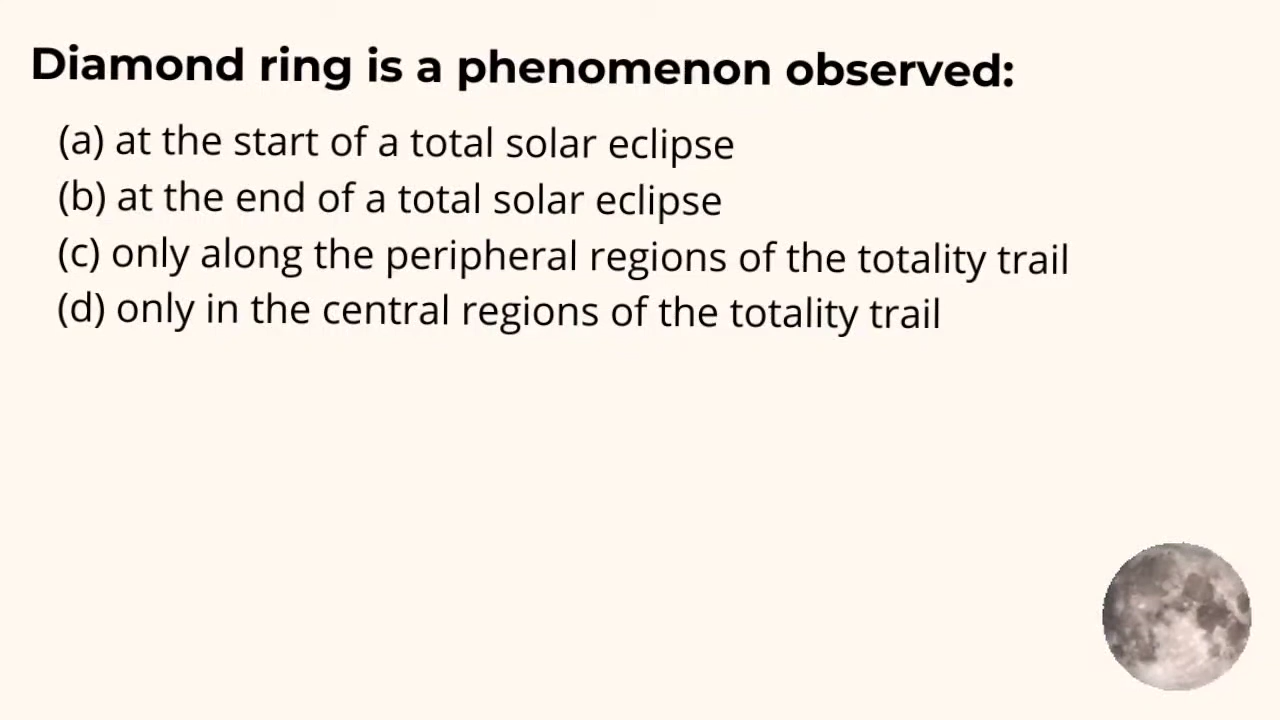 Diamond ring is a phenomenon observed:
(a) at the start of a total solar eclipse
(b) at the end of a total solar eclipse
(c) only along the peripheral regions of the totality trail
(d) only in the central regions of the totality trail